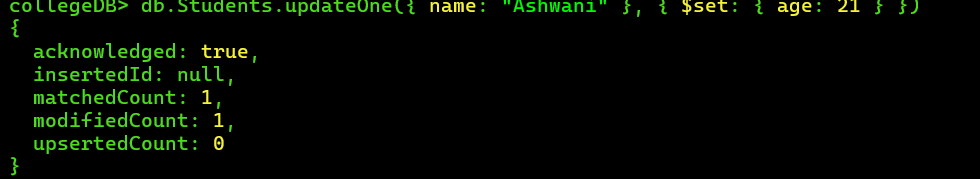 collegeDB> db.Students.updateOne({ name: "Ashwani" }, { $set: { age: 21 } })
{
  acknowledged: true,
  insertedId: null,
  matchedCount: 1,
  modifiedCount: 1,
  upsertedCount: 0
}